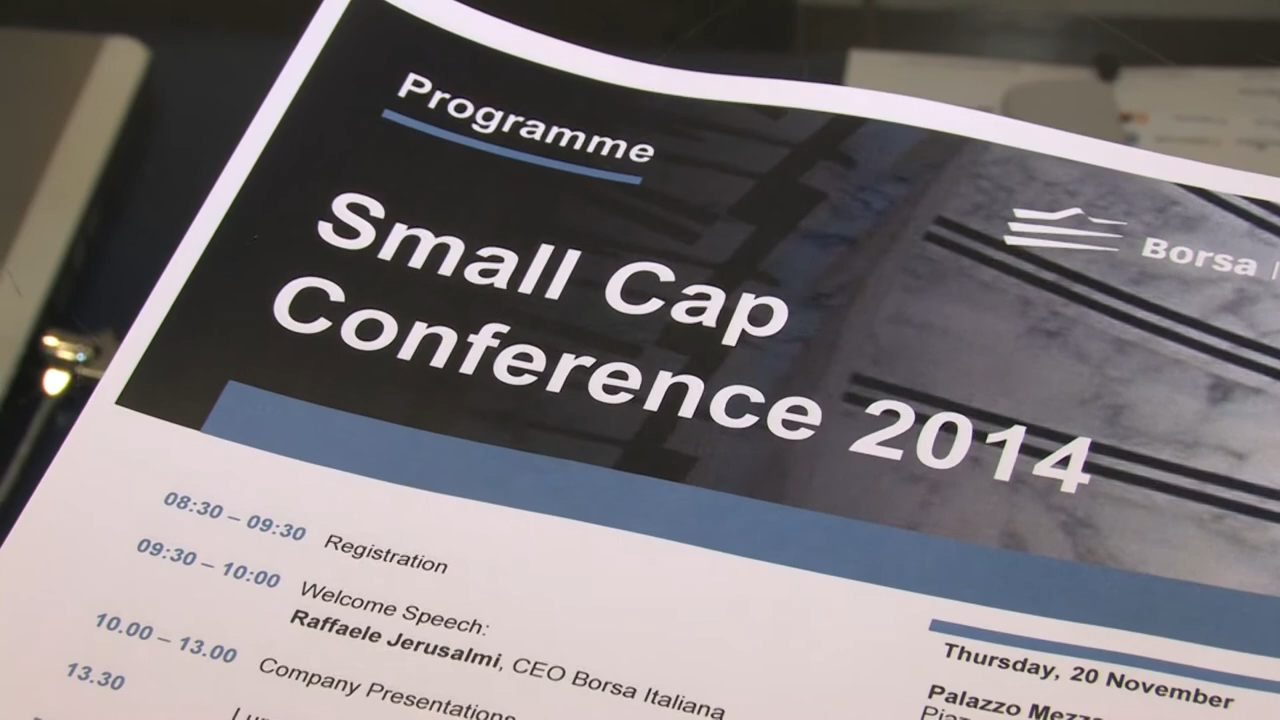 Programme
Small Cap
Conference 2014
Borsa
08:30 – 09:30 Registration
09:30 – 10:00 Welcome Speech:
Raffaele Jerusalmi, CEO Borsa Italiana
10.00 – 13.00 Company Presentations
13.30
Thursday, 20 November
Palazzo